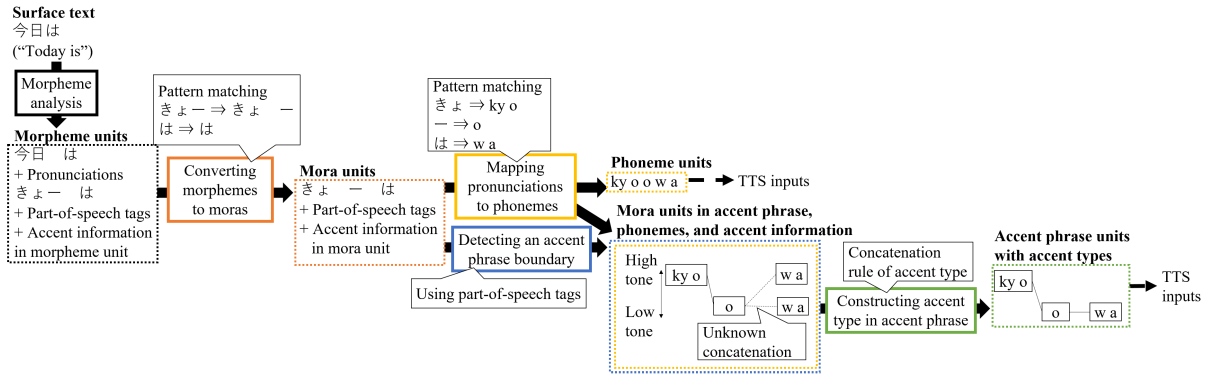 Surface text
今日は
(“Today is”)
Morpheme
analysis
Morpheme units
今日　は
+ Pronunciations
きょー　は
+ Part-of-speech tags
+ Accent information
in morpheme unit
Pattern matching
きょー ⇒ きょ　ー
は ⇒ は
Converting
morphemes
to moras
Mora units
きょ　ー　は
+ Part-of-speech tags
+ Accent information
in mora unit
Pattern matching
きょ ⇒ ky o
ー ⇒ o
は ⇒ w a
Mapping
pronunciations
to phonemes
Phoneme units
ky o o w a
TTS inputs
Detecting an accent
phrase boundary
Using part-of-speech tags
Mora units in accent phrase,
phonemes, and accent information
High
tone
Low
tone
ky o
o
w a
w a
Unknown
concatenation
Concatenation
rule of accent type
Constructing accent
type in accent phrase
Accent phrase units
with accent types
ky o
o
w a
TTS
inputs